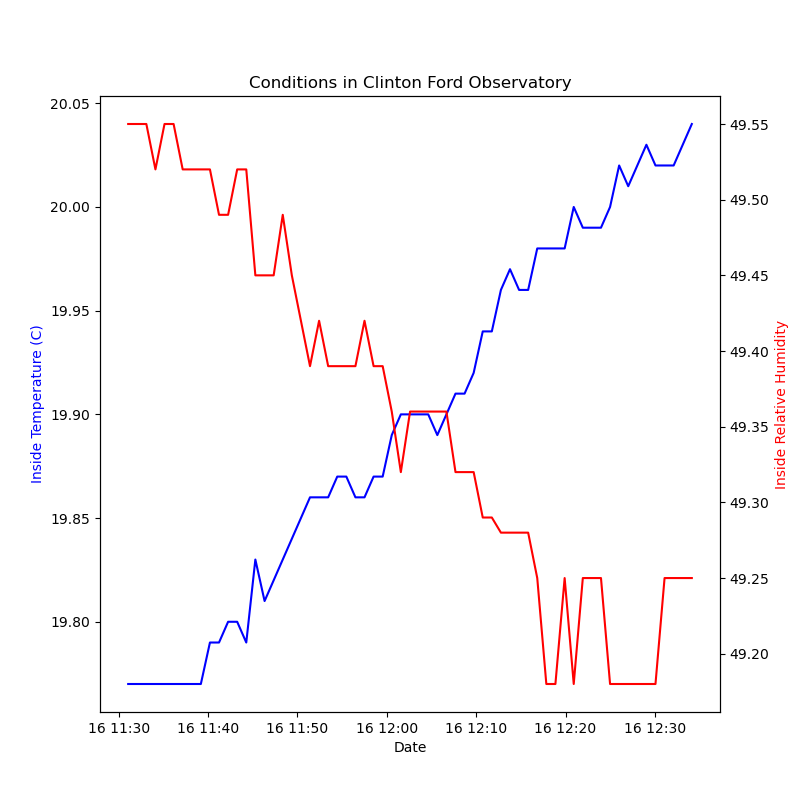 Conditions in Clinton Ford Observatory
20.05
20.00
19.95
19.90
19.85
19.80
Inside Temperature (C)
49.55
49.50
49.45
49.40
49.35
49.30
49.25
49.20
Inside Relative Humidity
16 11:30 16 11:40 16 11:50 16 12:00 16 12:10 16 12:20 16 12:30
Date